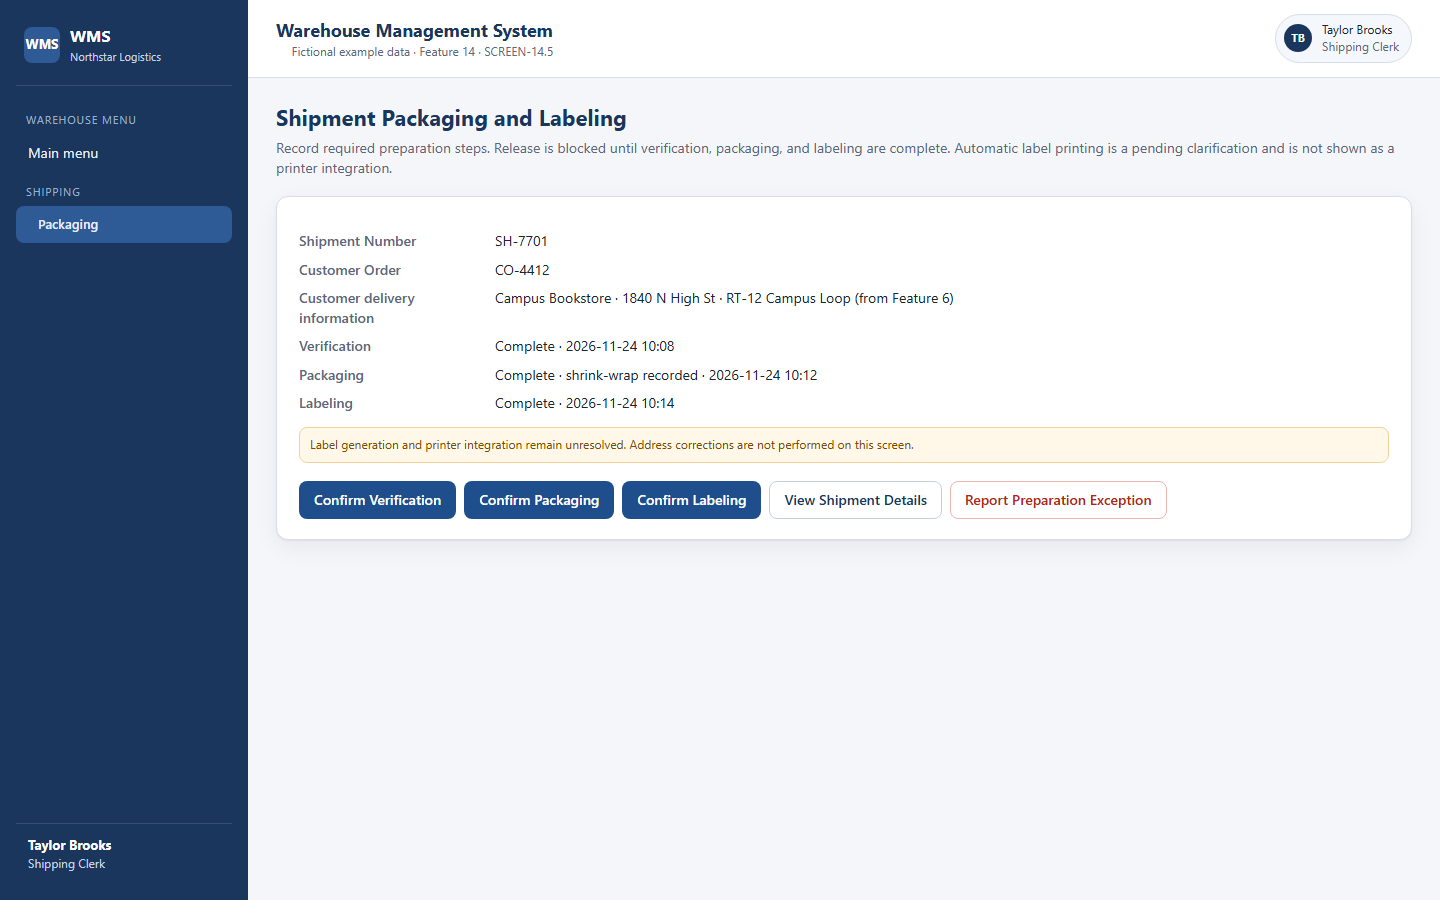 WMS
WMS
Northstar Logistics
WAREHOUSE MENU
Main menu
SHIPPING
Packaging
Taylor Brooks
Shipping Clerk
Warehouse Management System
Fictional example data · Feature 14 · SCREEN-14.5
TB
Taylor Brooks
Shipping Clerk
Shipment Packaging and Labeling
Record required preparation steps. Release is blocked until verification, packaging, and labeling are complete. Automatic label printing is a pending clarification and is not shown as a
printer integration.
Shipment Number SH-7701
Customer Order CO-4412
Customer delivery Campus Bookstore · 1840 N High St · RT-12 Campus Loop (from Feature 6)
information
Verification Complete · 2026-11-24 10:08
Packaging Complete · shrink-wrap recorded · 2026-11-24 10:12
Labeling Complete · 2026-11-24 10:14
Label generation and printer integration remain unresolved. Address corrections are not performed on this screen.
Confirm Verification Confirm Packaging Confirm Labeling View Shipment Details Report Preparation Exception